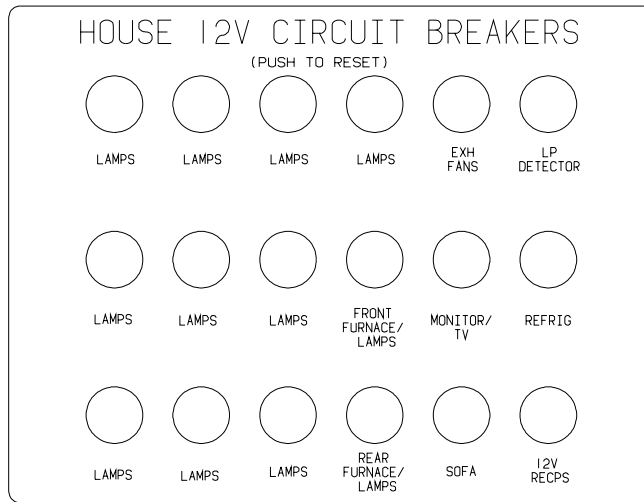 HOUSE 12V CIRCUIT BREAKERS
(PUSH TO RESET)
LAMPS
LAMPS
LAMPS
LAMPS
EXH
FANS
LP
DETECTOR
LAMPS
LAMPS
LAMPS
FRONT
FURNACE/
LAMPS
MONITOR/
TV
REFRIG
LAMPS
LAMPS
LAMPS
REAR
FURNACE/
LAMPS
SOFA
12V
RECPS